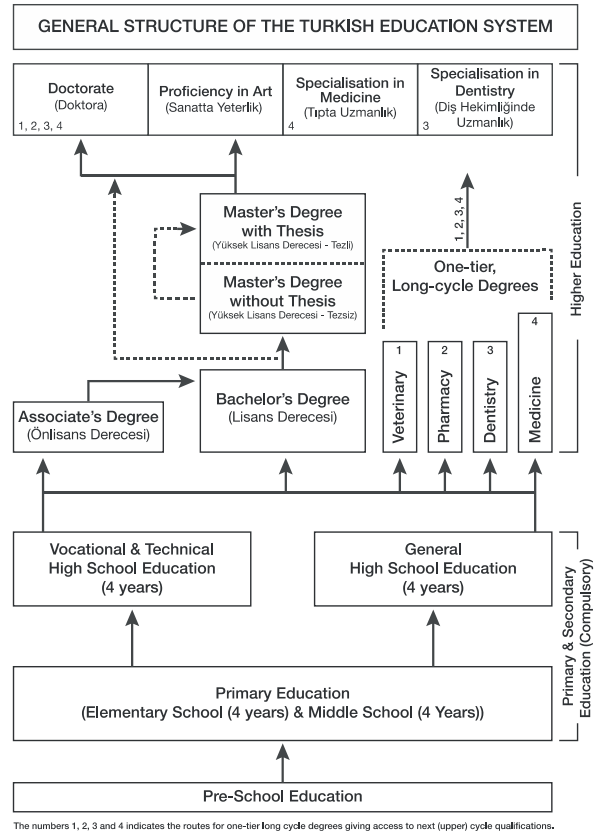 GENERAL STRUCTURE OF THE TURKISH EDUCATION SYSTEM
Doctorate
(Doktora)
1, 2, 3, 4
Proficiency in Art
(Sanatta Yeterlik)
Specialisation in
Medicine
(Tıpta Uzmanlık)
4
Specialisation in
Dentistry
(Diş Hekimliğinde
Uzmanlık)
3
Higher Education
Master's Degree
with Thesis
(Yüksek Lisans Derecesi - Tezli)
Master's Degree
without Thesis
(Yüksek Lisans Derecesi - Tezsiz)
1, 2, 3, 4
One-tier,
Long-cycle Degrees
Associate's Degree
(Önlisans Derecesi)
Bachelor's Degree
(Lisans Derecesi)
1
Veterinary
2
Pharmacy
3
Dentistry
4
Medicine
Vocational & Technical
High School Education
(4 years)
General
High School Education
(4 years)
Primary & Secondary
Education (Compulsory)
Primary Education
(Elementary School (4 years) & Middle School (4 Years))
Pre-School Education
The numbers 1, 2, 3 and 4 indicates the routes for one-tier long cycle degrees giving access to next (upper) cycle qualifications.